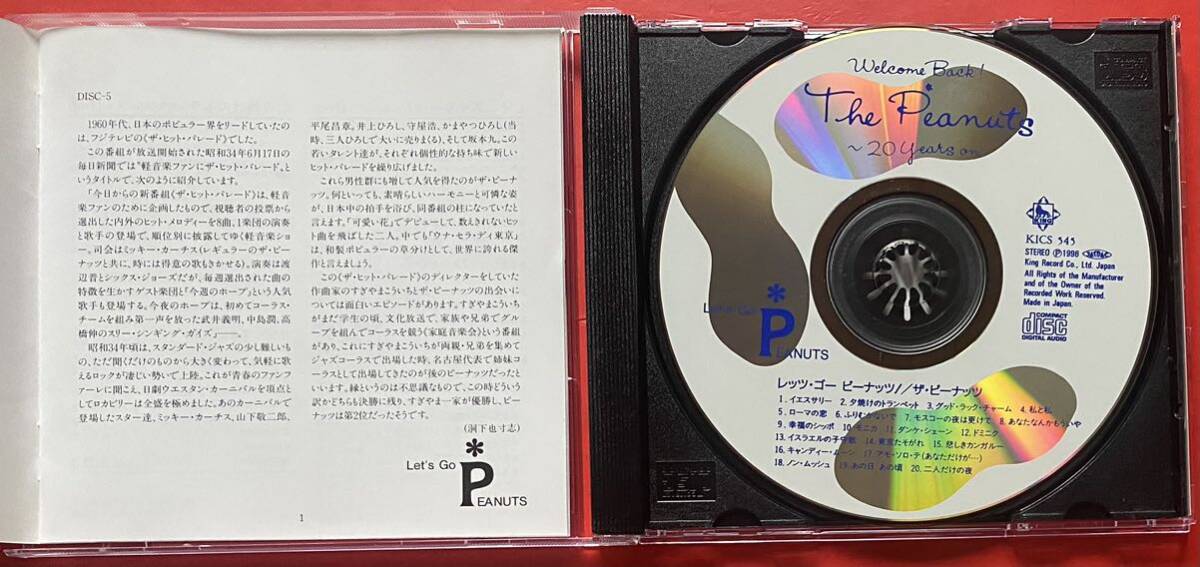 DISC-5
1960年代、日本のポピュラー界をリードしていたの
は、フジテレビの《ザ・ヒット・パレード》でした。
この番組が放送開始された昭和34年6月17日の
毎日新聞では“軽音楽ファンにザ・ヒット・パレード、と
いうタイトルで、次のように紹介しています。
「今日からの新番組《ザ・ヒット・パレード》は、軽音
楽ファンのために企画したもので、視聴者の投票から
選出した内外のヒット・メロディーを8曲、1楽団の演奏
と歌手の登場で、順位別に披露してゆく軽音楽ショ
ー。司会はミッキー・カーチス(レギュラーのザ・ピー
ナッツと共に、時には得意の歌もきかせる)。演奏は渡
辺晋とシックス・ジョーズだが、毎週選出された曲の
特徴を生かすゲスト楽団と「今週のホープ」という人気
歌手も登場する。今夜のホープは、初めてコーラス・
チームを組み第一声を放った武井義明、中島潤、高
橋伸のスリー・シンキング・ガイズ」──。
昭和34年頃は、スタンダード・ジャズの少し難しいも
の、ただ聞くだけのものから大きく変わって、気軽に歌
えるロックが凄じい勢いで上陸。これが青春のファンフ
ァーレに聞こえ、日劇ウエスタン・カーニバルを頂点と
してロカビリーは全盛を極めました。あのカーニバルで
登場したスター達、ミッキー・カーチス、山下敬二郎、
平尾昌章。井上ひろし、守屋浩、かまやつひろし(当
時、三人ひろしで大いに売りまくる)、そして坂本九。この
若いタレント達が、それぞれ個性的な持ち味で新しい
ヒット・パレードを繰り広げました。
これら男性群にも増して人気を得たのがザ・ピーナ
ッツ。何といっても、素晴らしいハーモニーと可憐な姿
が、日本中の拍手を浴び、同番組の柱になっていたと
言えます。「可愛い花」でデビューして、数えきれないヒッ
ト曲を飛ばした二人。中でも「ウナ・セラ・ディ東京」
は、和製ポピュラーの草分けとして、世界に誇れる傑
作と言えましょう。
この《ザ・ヒット・パレード》のディレクターをしていた
作曲家のすぎやまこういちとザ・ピーナッツの出会いに
ついては面白いエピソードがあります。すぎやまこういち
がまだ学生の頃、文化放送で、家族や兄弟でグル
ープを組んでコーラスを競う《家庭音楽会》という番組
があり、これにすぎやまこういちが両親・兄弟を集めて
ジャズコーラスで出場した時、名古屋代表で姉妹コ
ーラスとして出場してきたのが後のピーナッツだったと
いいます。縁というのは不思議なもので、この時どういう
訳かどちらも決勝に残り、すぎやま一家が優勝し、ピー
ナッツは第2位だったそうです。
(洞下也寸志)
Let's Go PEANUTS
1
Welcome Back!
The Peanuts
～20 years on～
KICS 545
STEREO Ⓟ1998 JASRAC
King Record Co., Ltd. Japan
All Rights of the Manufacturer
and of the Owner of the
Recorded Work Reserved.
Made in Japan.
COMPACT
disc
DIGITAL AUDIO
Let's Go PEANUTS
レッツ・ゴー ピーナッツ!/ザ・ピーナッツ
1. イエスサリー 2. 夕焼けのトランペット 3. グッド・ラック・チャーム 4. 私と私
5. ローマの恋 6. ふりむかないで 7. モスコーの夜は更けて 8. あなたなんかもういや
9. 幸福のシッポ 10. モニカ 11. ダンケ・シェーン 12. ドミニク
13. イスラエルの子守歌 14. 東京たそがれ 15. 悲しきカンガルー
16. キャンディー・ムーン 17. アモ・ソロ・テ(あなただけが…)
18. ノン・ムッシュ 19. あの日 あの頃 20. 二人だけの夜